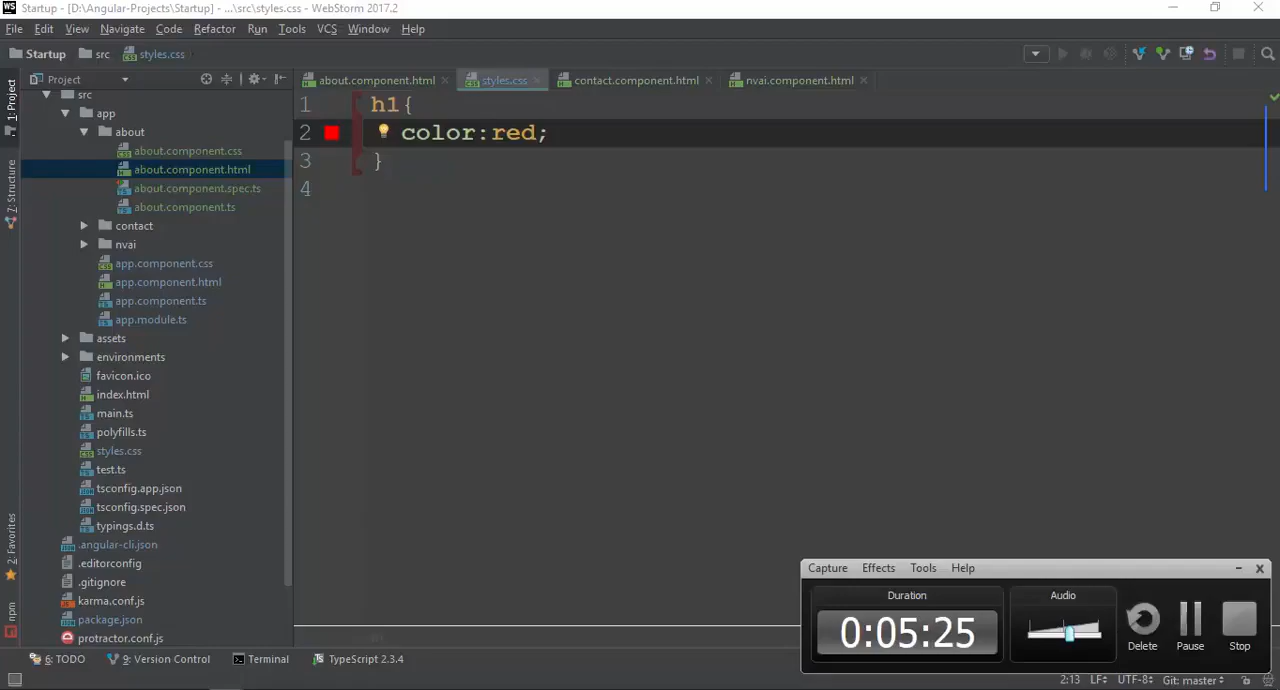 WS Startup - [D:\Angular-Projects\Startup] - ...\src\styles.css - WebStorm 2017.2
File Edit View Navigate Code Refactor Run Tools VCS Window Help
Startup src styles.css
1: Project
Z: Structure
2: Favorites
npm
Project
src
app
about
about.component.css
about.component.html
about.component.spec.ts
about.component.ts
contact
nvai
app.component.css
app.component.html
app.component.ts
app.module.ts
assets
environments
favicon.ico
index.html
main.ts
polyfills.ts
styles.css
test.ts
tsconfig.app.json
tsconfig.spec.json
typings.d.ts
.angular-cli.json
.editorconfig
.gitignore
karma.conf.js
package.json
protractor.conf.js
about.component.html styles.css contact.component.html nvai.component.html
1 h1{
2 color:red;
3 }
4
Capture Effects Tools Help
Duration
0:05:25
Audio
Delete Pause Stop
6: TODO 9: Version Control Terminal TypeScript 2.3.4
2:13 LF UTF-8 Git: master